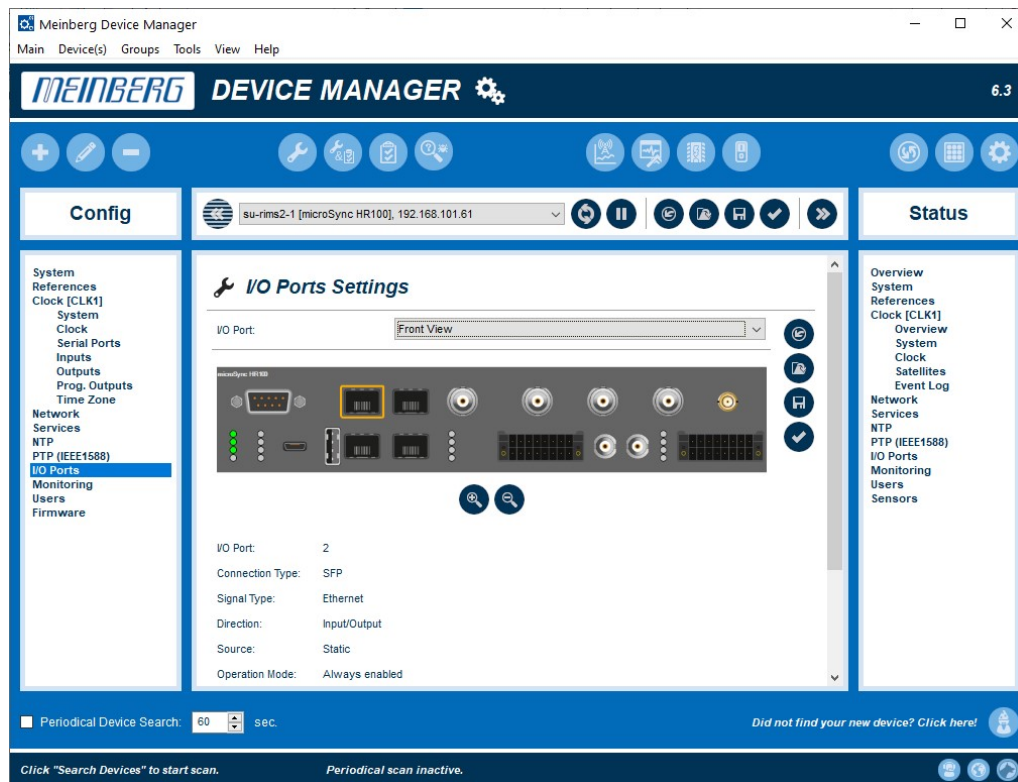 Meinberg Device Manager
Main Device(s) Groups Tools View Help
MEINBERG DEVICE MANAGER 6.3
Config
su-rims2-1 [microSync HR100], 192.168.101.61
Status
System
References
Clock [CLK1]
System
Clock
Serial Ports
Inputs
Outputs
Prog. Outputs
Time Zone
Network
Services
NTP
PTP (IEEE1588)
I/O Ports
Monitoring
Users
Firmware
I/O Ports Settings
I/O Port: Front View
microSync HR100
I/O Port: 2
Connection Type: SFP
Signal Type: Ethernet
Direction: Input/Output
Source: Static
Operation Mode: Always enabled
Overview
System
References
Clock [CLK1]
Overview
System
Clock
Satellites
Event Log
Network
Services
NTP
PTP (IEEE1588)
I/O Ports
Monitoring
Users
Sensors
Periodical Device Search: 60 sec.
Did not find your new device? Click here!
Click "Search Devices" to start scan. Periodical scan inactive.